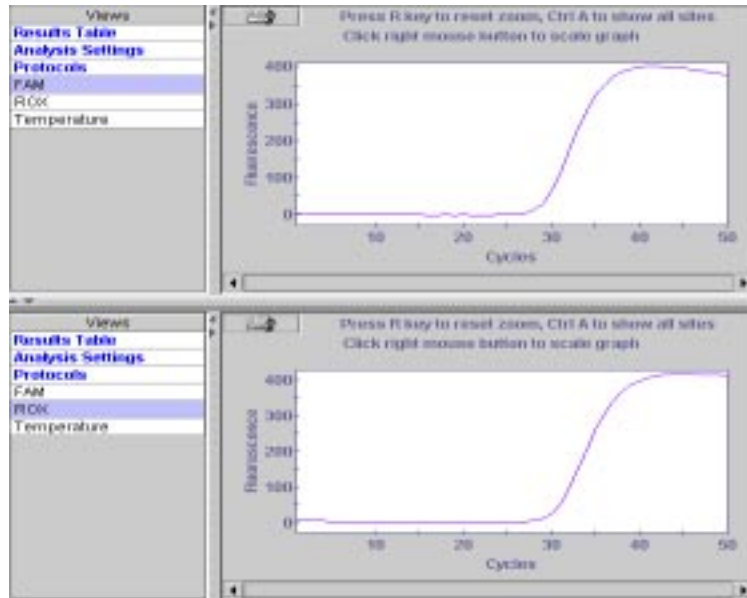 Views
Results Table
Analysis Settings
Protocols
FAM
ROX
Temperature
Press R key to reset zoom, Ctrl A to show all sites
Click right mouse button to scale graph
400
300
200
100
0
Fluorescence
10 20 30 40 50
Cycles
Views
Results Table
Analysis Settings
Protocols
FAM
ROX
Temperature
Press R key to reset zoom, Ctrl A to show all sites
Click right mouse button to scale graph
400
300
200
100
0
Fluorescence
10 20 30 40 50
Cycles